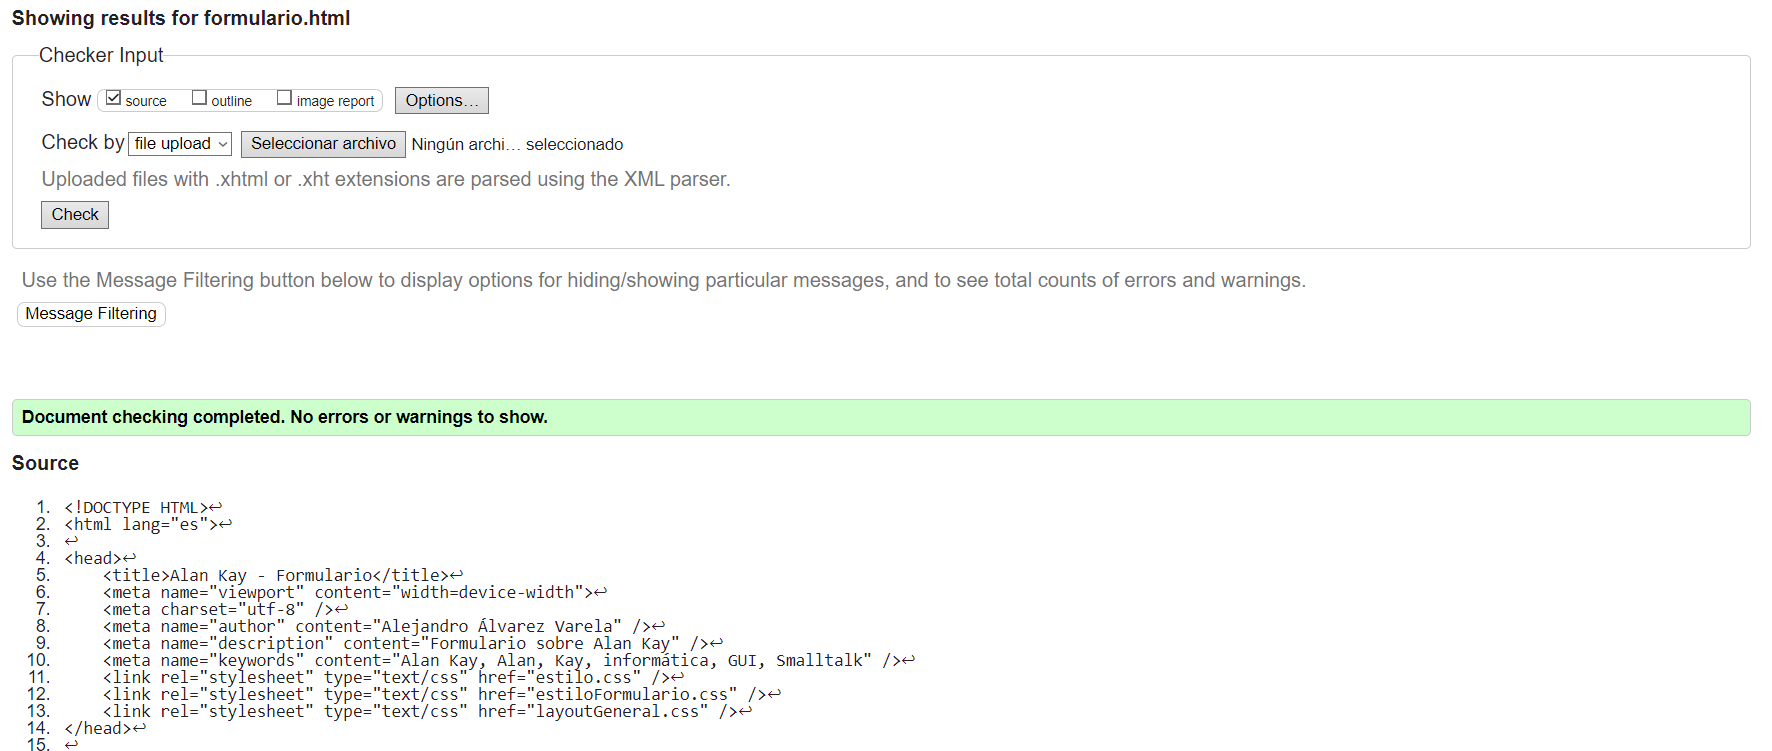 Showing results for formulario.html
Checker Input
Show source outline image report Options…
Check by file upload Seleccionar archivo Ningún archi… seleccionado
Uploaded files with .xhtml or .xht extensions are parsed using the XML parser.
Check
Use the Message Filtering button below to display options for hiding/showing particular messages, and to see total counts of errors and warnings.
Message Filtering
Document checking completed. No errors or warnings to show.
Source
1. <!DOCTYPE HTML>↩
2. <html lang="es">↩
3. ↩
4. <head>↩
5.     <title>Alan Kay - Formulario</title>↩
6.     <meta name="viewport" content="width=device-width">↩
7.     <meta charset="utf-8" />↩
8.     <meta name="author" content="Alejandro Álvarez Varela" />↩
9.     <meta name="description" content="Formulario sobre Alan Kay" />↩
10.     <meta name="keywords" content="Alan Kay, Alan, Kay, informática, GUI, Smalltalk" />↩
11.     <link rel="stylesheet" type="text/css" href="estilo.css" />↩
12.     <link rel="stylesheet" type="text/css" href="estiloFormulario.css" />↩
13.     <link rel="stylesheet" type="text/css" href="layoutGeneral.css" />↩
14. </head>↩
15. ↩